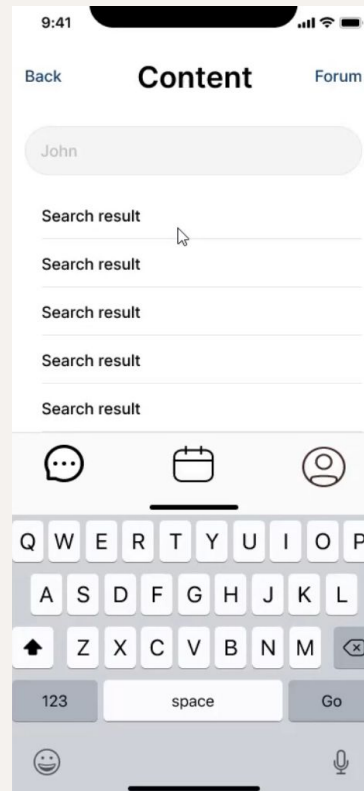 9:41
Back Content Forum
John
Search result
Search result
Search result
Search result
Search result
Q W E R T Y U I O P
A S D F G H J K L
Z X C V B N M
123 space Go